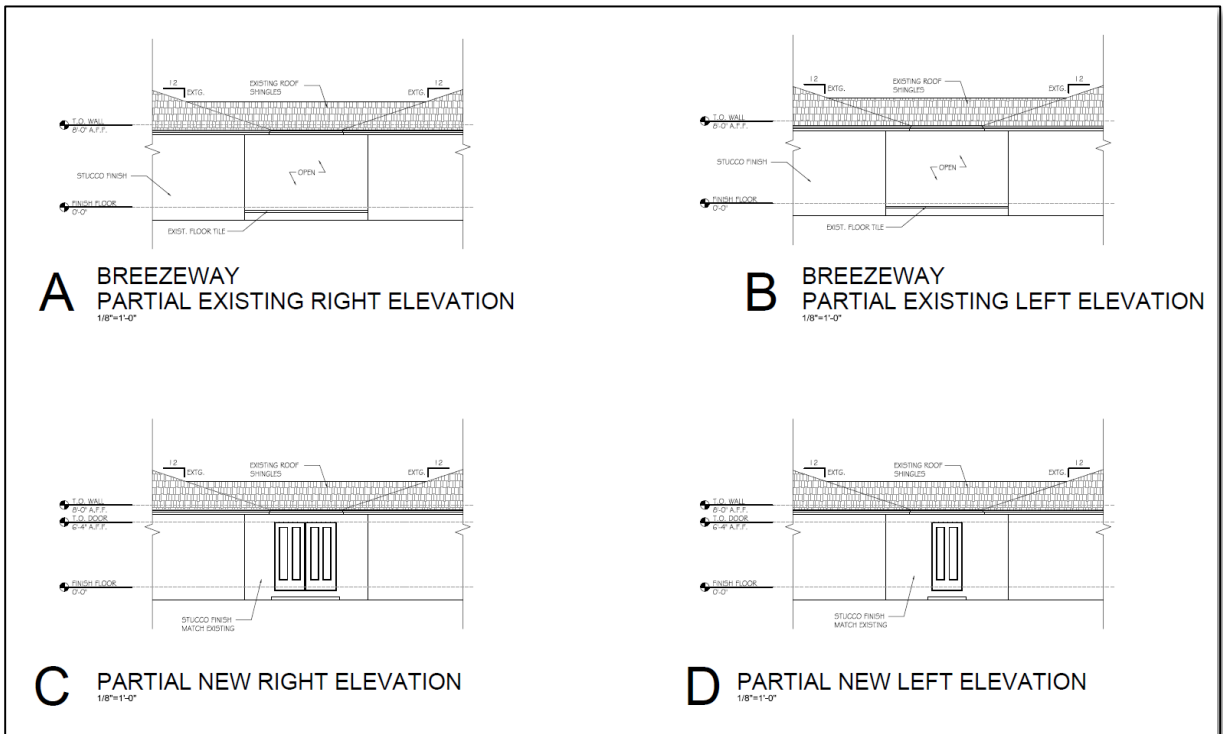 12
EXTG.
EXISTING ROOF
SHINGLES
12
EXTG.
T.O. WALL
8'-0" A.F.F.
STUCCO FINISH
OPEN
FINISH FLOOR
0'-0"
EXIST. FLOOR TILE
A
BREEZEWAY
PARTIAL EXISTING RIGHT ELEVATION
1/8"=1'-0"
12
EXTG.
EXISTING ROOF
SHINGLES
12
EXTG.
T.O. WALL
8'-0" A.F.F.
STUCCO FINISH
OPEN
FINISH FLOOR
0'-0"
EXIST. FLOOR TILE
B
BREEZEWAY
PARTIAL EXISTING LEFT ELEVATION
1/8"=1'-0"
12
EXTG.
EXISTING ROOF
SHINGLES
12
EXTG.
T.O. WALL
8'-0" A.F.F.
T.O. DOOR
6'-4" A.F.F.
FINISH FLOOR
0'-0"
STUCCO FINISH
MATCH EXISTING
C
PARTIAL NEW RIGHT ELEVATION
1/8"=1'-0"
12
EXTG.
EXISTING ROOF
SHINGLES
12
EXTG.
T.O. WALL
8'-0" A.F.F.
T.O. DOOR
6'-4" A.F.F.
FINISH FLOOR
0'-0"
STUCCO FINISH
MATCH EXISTING
D
PARTIAL NEW LEFT ELEVATION
1/8"=1'-0"